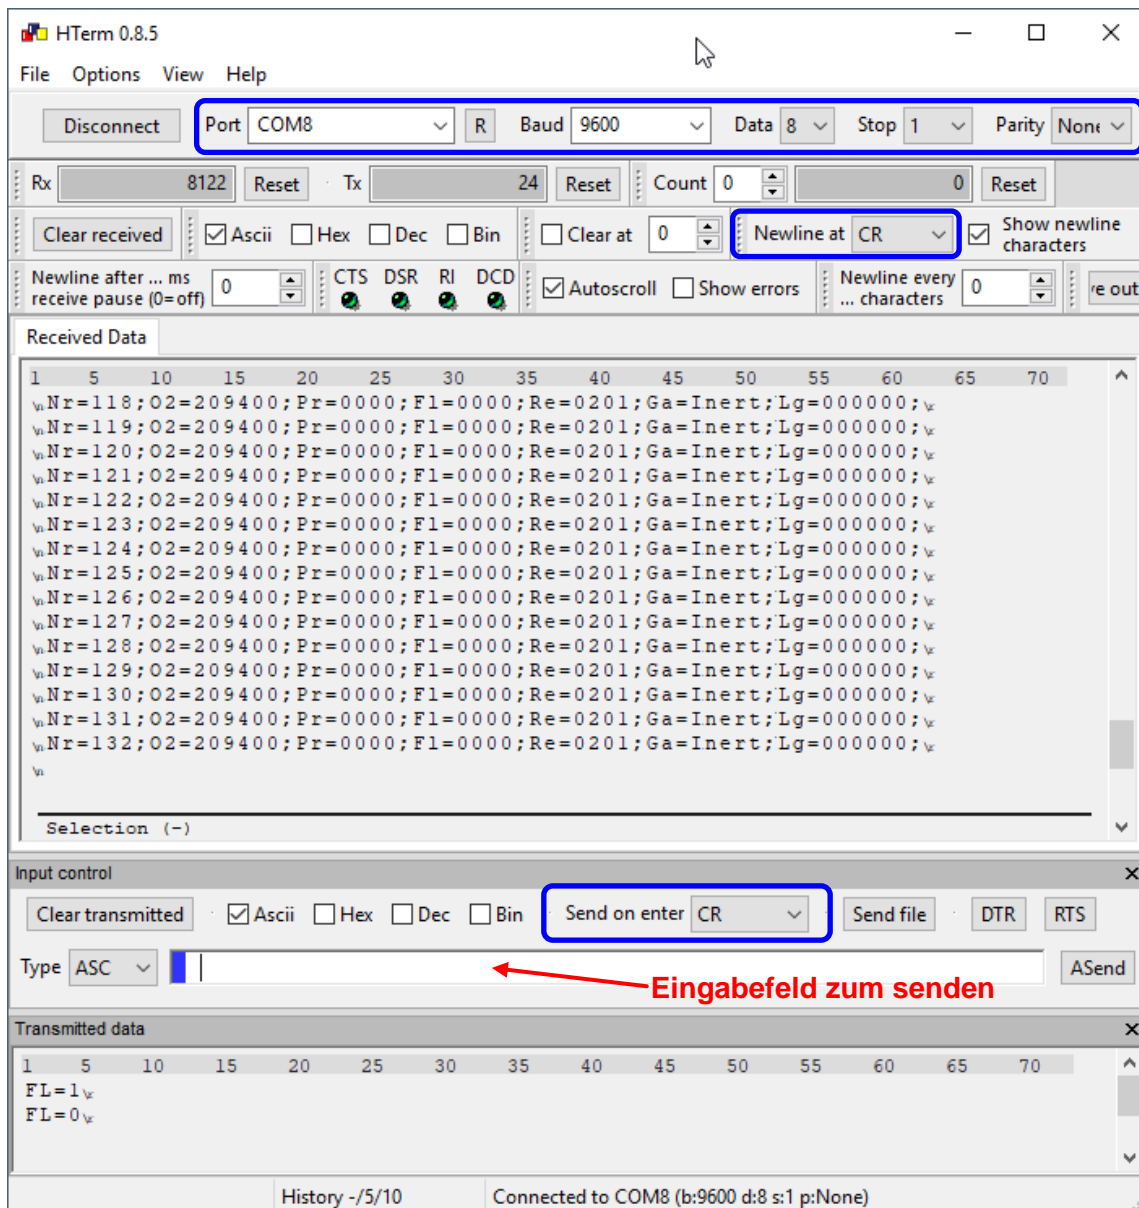 HTerm 0.8.5
File Options View Help
Disconnect Port COM8 R Baud 9600 Data 8 Stop 1 Parity None
Rx 8122 Reset Tx 24 Reset Count 0 0 Reset
Clear received Ascii Hex Dec Bin Clear at 0 Newline at CR Show newline characters
Newline after ... ms receive pause (0=off) 0 CTS DSR RI DCD Autoscroll Show errors Newline every ... characters 0 ve out
Received Data
1 5 10 15 20 25 30 35 40 45 50 55 60 65 70
\nNr=118;O2=209400;Pr=0000;Fl=0000;Re=0201;Ga=Inert;Lg=000000;\r
\nNr=119;O2=209400;Pr=0000;Fl=0000;Re=0201;Ga=Inert;Lg=000000;\r
\nNr=120;O2=209400;Pr=0000;Fl=0000;Re=0201;Ga=Inert;Lg=000000;\r
\nNr=121;O2=209400;Pr=0000;Fl=0000;Re=0201;Ga=Inert;Lg=000000;\r
\nNr=122;O2=209400;Pr=0000;Fl=0000;Re=0201;Ga=Inert;Lg=000000;\r
\nNr=123;O2=209400;Pr=0000;Fl=0000;Re=0201;Ga=Inert;Lg=000000;\r
\nNr=124;O2=209400;Pr=0000;Fl=0000;Re=0201;Ga=Inert;Lg=000000;\r
\nNr=125;O2=209400;Pr=0000;Fl=0000;Re=0201;Ga=Inert;Lg=000000;\r
\nNr=126;O2=209400;Pr=0000;Fl=0000;Re=0201;Ga=Inert;Lg=000000;\r
\nNr=127;O2=209400;Pr=0000;Fl=0000;Re=0201;Ga=Inert;Lg=000000;\r
\nNr=128;O2=209400;Pr=0000;Fl=0000;Re=0201;Ga=Inert;Lg=000000;\r
\nNr=129;O2=209400;Pr=0000;Fl=0000;Re=0201;Ga=Inert;Lg=000000;\r
\nNr=130;O2=209400;Pr=0000;Fl=0000;Re=0201;Ga=Inert;Lg=000000;\r
\nNr=131;O2=209400;Pr=0000;Fl=0000;Re=0201;Ga=Inert;Lg=000000;\r
\nNr=132;O2=209400;Pr=0000;Fl=0000;Re=0201;Ga=Inert;Lg=000000;\r
\n
Selection (-)
Input control
Clear transmitted Ascii Hex Dec Bin Send on enter CR Send file DTR RTS
Type ASC ASend
Eingabefeld zum senden
Transmitted data
1 5 10 15 20 25 30 35 40 45 50 55 60 65 70
FL=1\r
FL=0\r
History -/5/10 Connected to COM8 (b:9600 d:8 s:1 p:None)